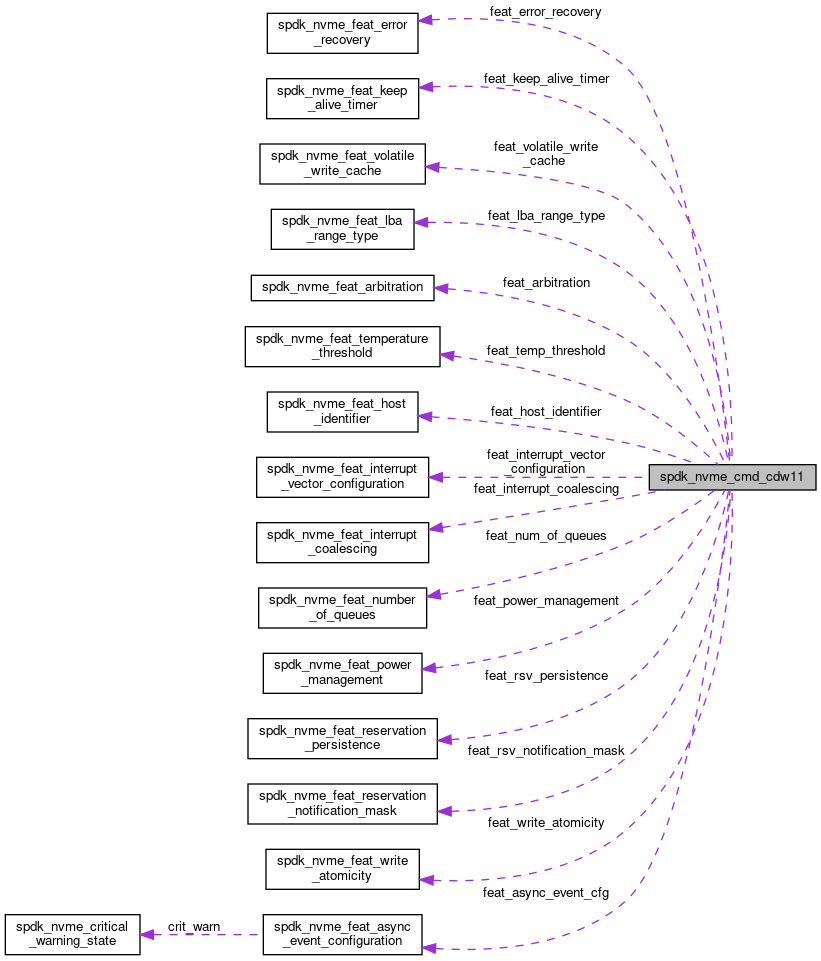 spdk_nvme_feat_error
_recovery
feat_error_recovery
spdk_nvme_feat_keep
_alive_timer
feat_keep_alive_timer
spdk_nvme_feat_volatile
_write_cache
feat_volatile_write
_cache
spdk_nvme_feat_lba
_range_type
feat_lba_range_type
spdk_nvme_feat_arbitration
feat_arbitration
spdk_nvme_feat_temperature
_threshold
feat_temp_threshold
spdk_nvme_feat_host
_identifier
feat_host_identifier
spdk_nvme_feat_interrupt
_vector_configuration
feat_interrupt_vector
_configuration
spdk_nvme_cmd_cdw11
spdk_nvme_feat_interrupt
_coalescing
feat_interrupt_coalescing
spdk_nvme_feat_number
_of_queues
feat_num_of_queues
spdk_nvme_feat_power
_management
feat_power_management
spdk_nvme_feat_reservation
_persistence
feat_rsv_persistence
spdk_nvme_feat_reservation
_notification_mask
feat_rsv_notification_mask
spdk_nvme_feat_write
_atomicity
feat_write_atomicity
spdk_nvme_critical
_warning_state
crit_warn
spdk_nvme_feat_async
_event_configuration
feat_async_event_cfg